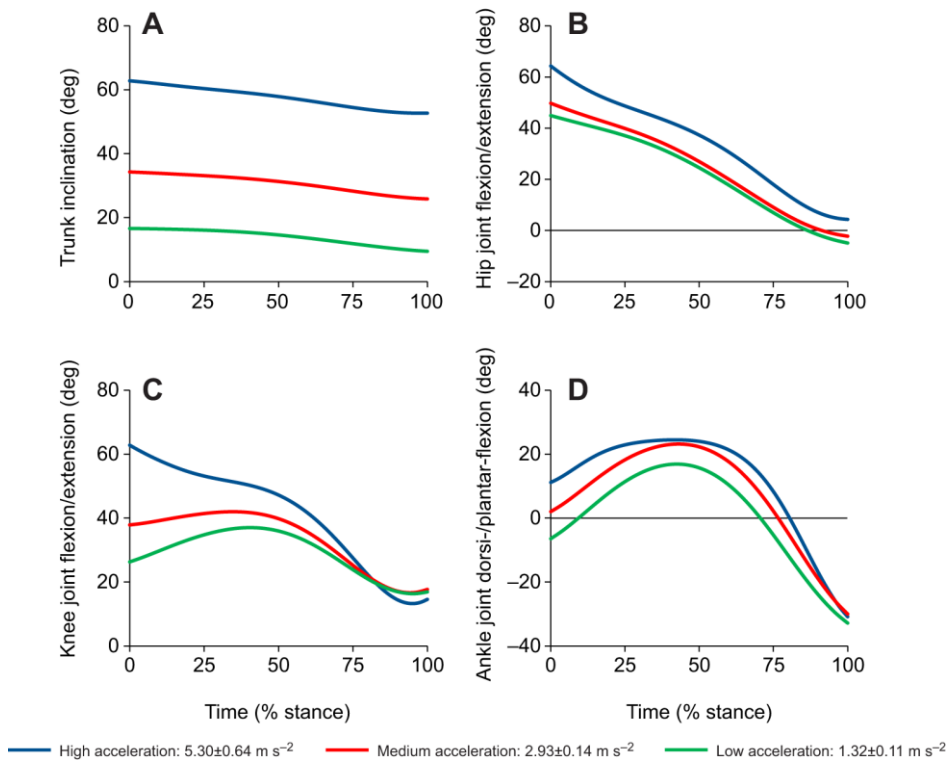 A
Trunk inclination (deg)
80
60
40
20
0
0 25 50 75 100
B
Hip joint flexion/extension (deg)
80
60
40
20
0
–20
0 25 50 75 100
C
Knee joint flexion/extension (deg)
80
60
40
20
0
0 25 50 75 100
Time (% stance)
D
Ankle joint dorsi-/plantar-flexion (deg)
40
20
0
–20
–40
0 25 50 75 100
Time (% stance)
High acceleration: 5.30±0.64 m s⁻²
Medium acceleration: 2.93±0.14 m s⁻²
Low acceleration: 1.32±0.11 m s⁻²